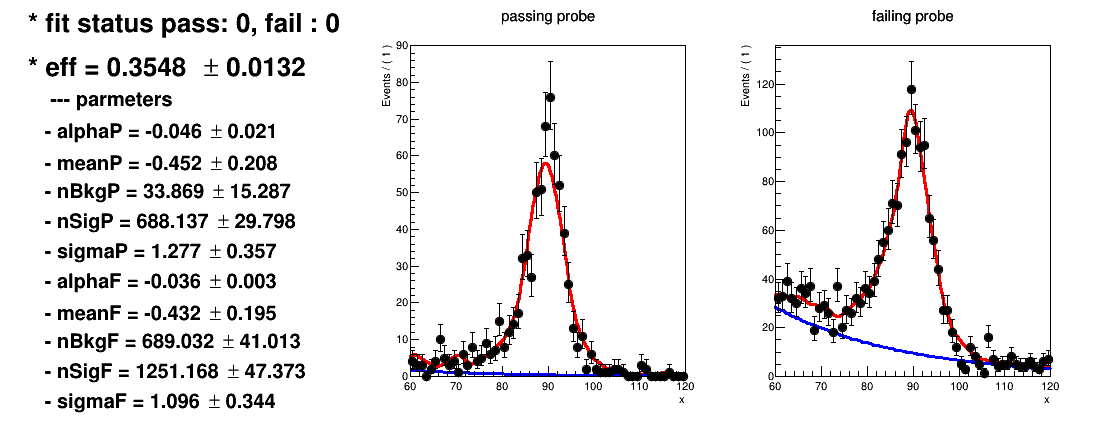 * fit status pass: 0, fail : 0
* eff = 0.3548 ± 0.0132
--- parmeters
- alphaP = -0.046 ± 0.021
- meanP = -0.452 ± 0.208
- nBkgP = 33.869 ± 15.287
- nSigP = 688.137 ± 29.798
- sigmaP = 1.277 ± 0.357
- alphaF = -0.036 ± 0.003
- meanF = -0.432 ± 0.195
- nBkgF = 689.032 ± 41.013
- nSigF = 1251.168 ± 47.373
- sigmaF = 1.096 ± 0.344
passing probe
Events / ( 1 )
90
80
70
60
50
40
30
20
10
0
60 70 80 90 100 110 120
x
failing probe
Events / ( 1 )
120
100
80
60
40
20
0
60 70 80 90 100 110 120
x